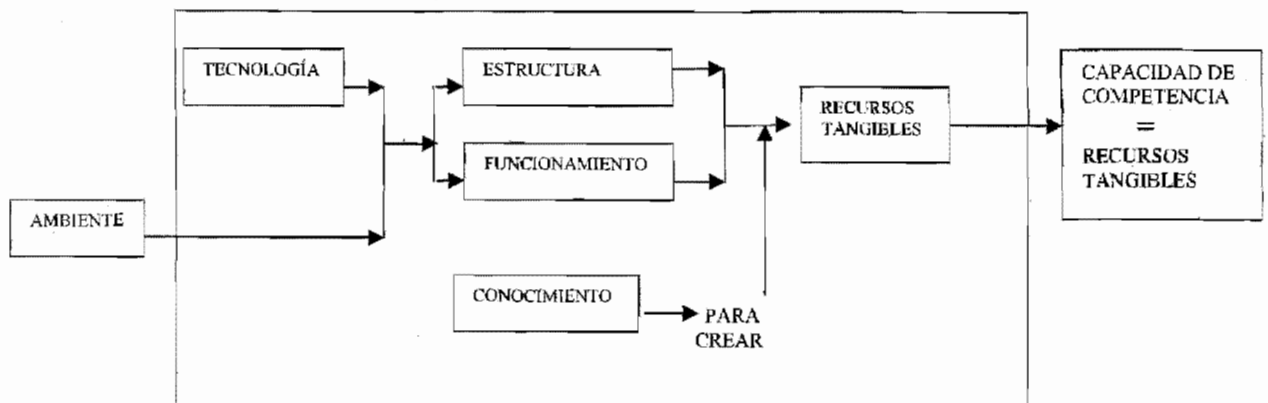 TECNOLOGÍA
ESTRUCTURA
FUNCIONAMIENTO
AMBIENTE
CONOCIMIENTO
PARA
CREAR
RECURSOS
TANGIBLES
CAPACIDAD DE
COMPETENCIA
=
RECURSOS
TANGIBLES